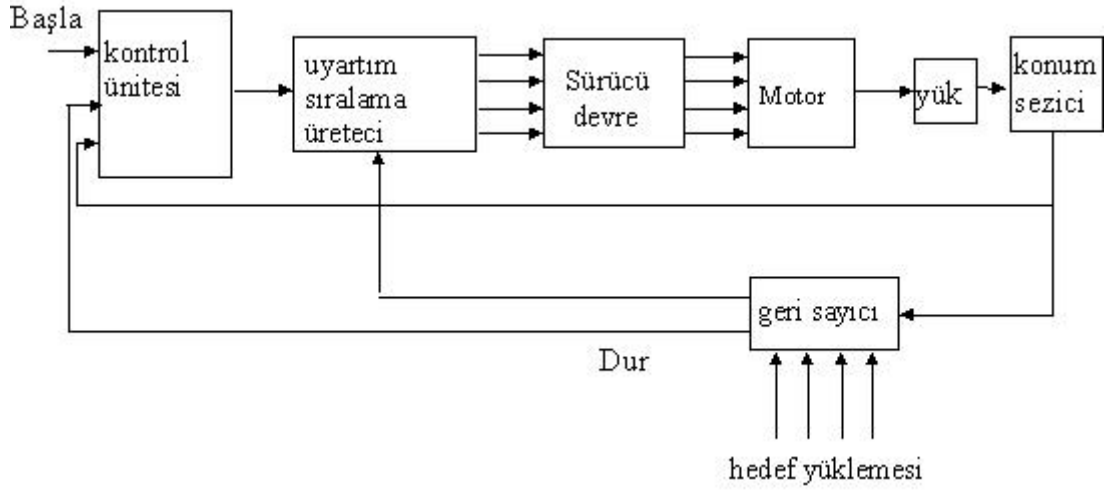 Başla
kontrol
ünitesi
uyartım
sıralama
üreteci
Sürücü
devre
Motor
yük
konum
sezici
geri sayıcı
Dur
hedef yüklemesi